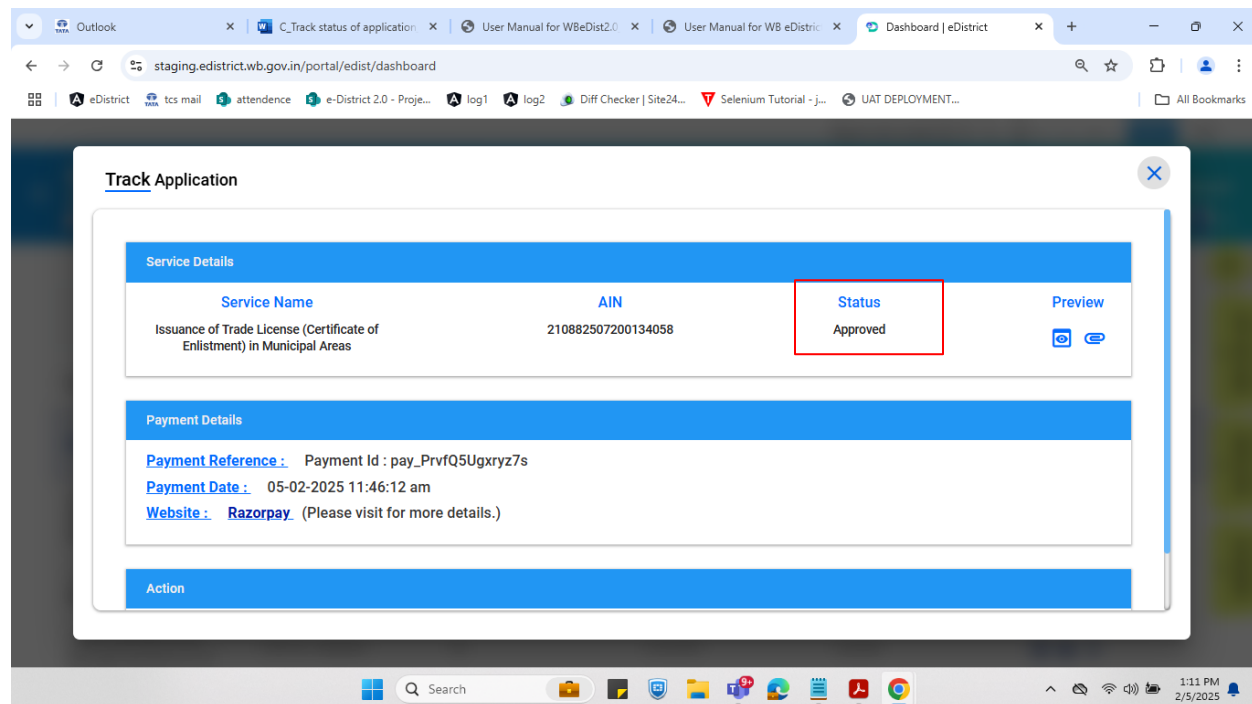 Outlook
C_Track status of application
User Manual for WBeDist2.0
User Manual for WB eDistric
Dashboard | eDistrict
staging.edistrict.wb.gov.in/portal/edist/dashboard
eDistrict
tcs mail
attendence
e-District 2.0 - Proje...
log1
log2
Diff Checker | Site24...
Selenium Tutorial - j...
UAT DEPLOYMENT...
All Bookmarks
Track Application
Service Details
Service Name AIN Status Preview
Issuance of Trade License (Certificate of 210882507200134058 Approved
Enlistment) in Municipal Areas
Payment Details
Payment Reference : Payment Id : pay_PrvfQ5Ugxryz7s
Payment Date : 05-02-2025 11:46:12 am
Website : Razorpay (Please visit for more details.)
Action
Search
9+
1:11 PM
2/5/2025